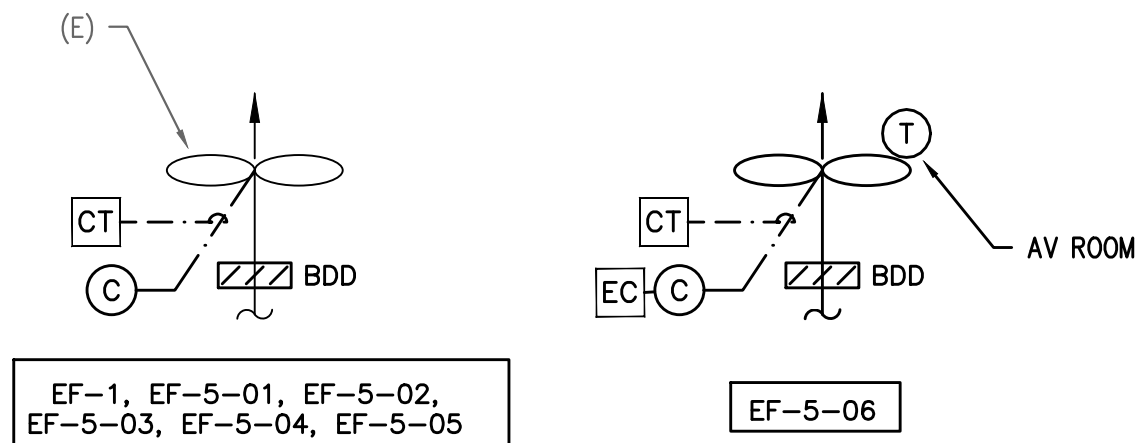 (E)
T
CT
CT
AV ROOM
C
BDD
EC
C
BDD
EF-1, EF-5-01, EF-5-02,
EF-5-03, EF-5-04, EF-5-05
EF-5-06